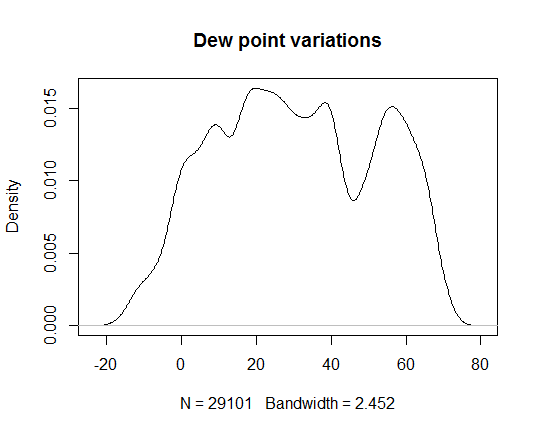 Dew point variations
Density
0.015
0.010
0.005
0.000
-20 0 20 40 60 80
N = 29101 Bandwidth = 2.452